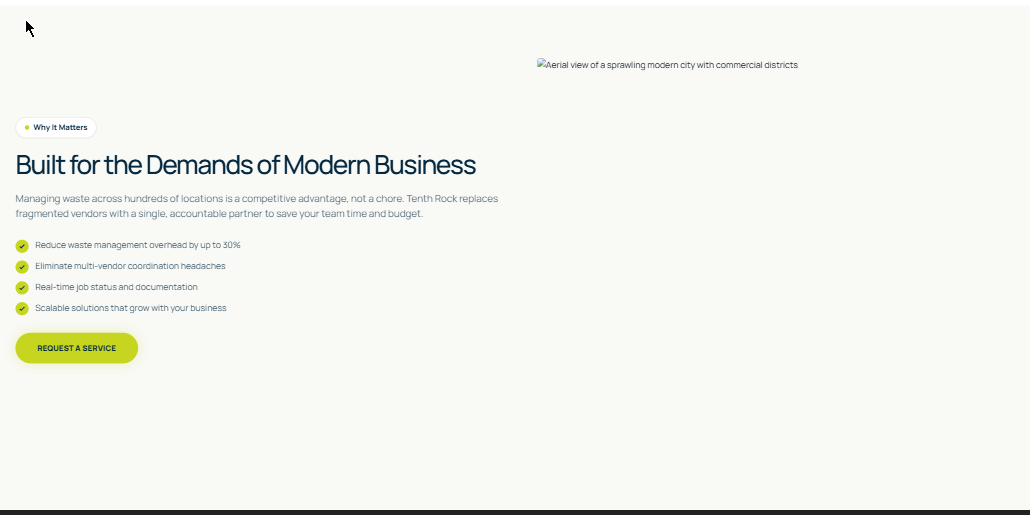 Aerial view of a sprawling modern city with commercial districts
Why It Matters
Built for the Demands of Modern Business
Managing waste across hundreds of locations is a competitive advantage, not a chore. Tenth Rock replaces
fragmented vendors with a single, accountable partner to save your team time and budget.
Reduce waste management overhead by up to 30%
Eliminate multi-vendor coordination headaches
Real-time job status and documentation
Scalable solutions that grow with your business
REQUEST A SERVICE